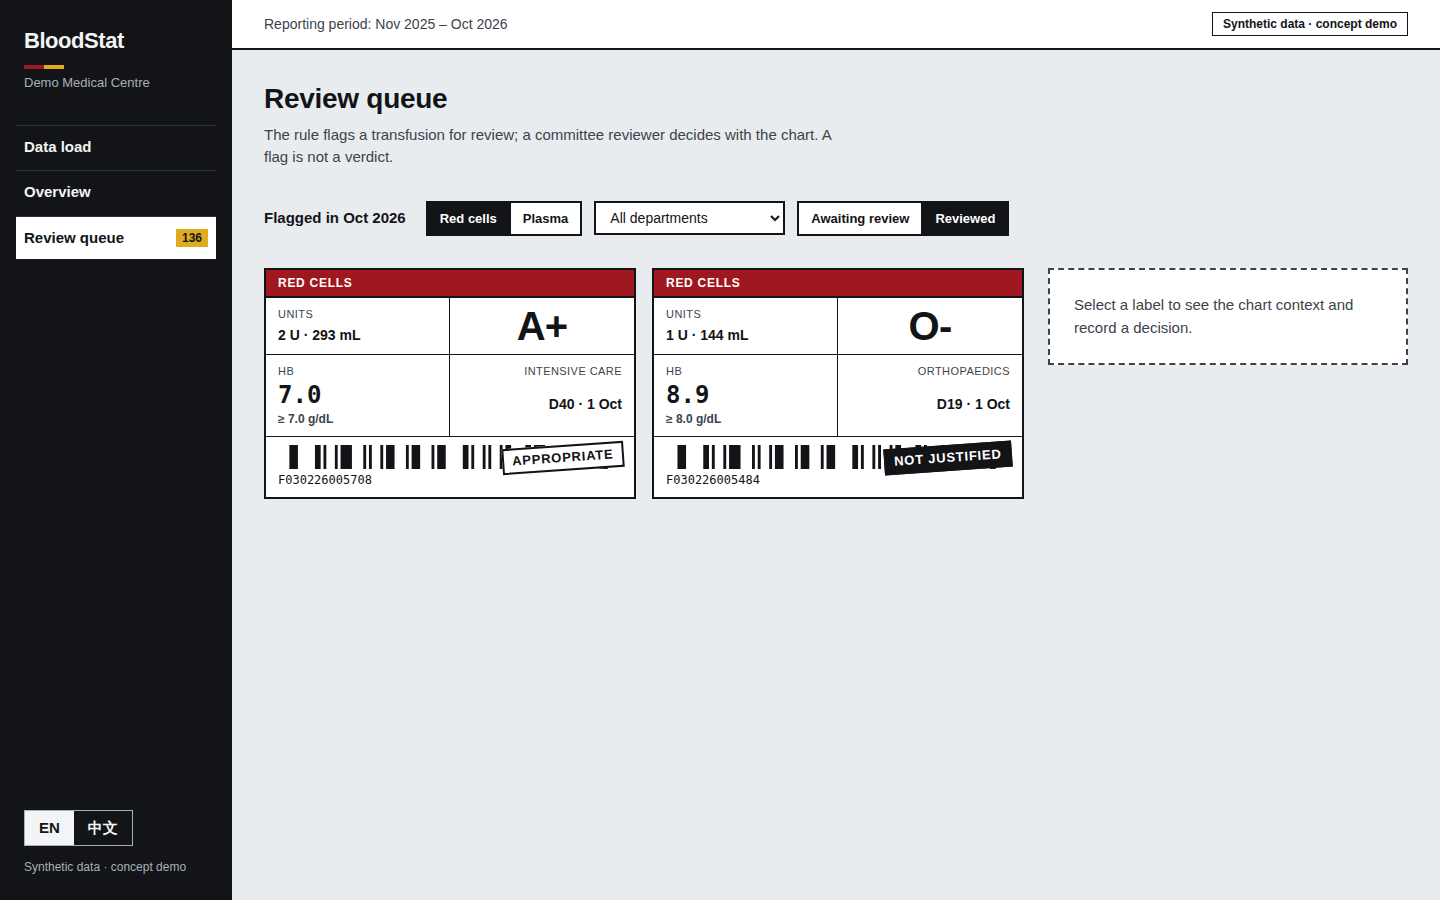 BloodStat
Demo Medical Centre
Data load
Overview
Review queue 136
EN 中文
Synthetic data · concept demo
Reporting period: Nov 2025 – Oct 2026
Synthetic data · concept demo
Review queue
The rule flags a transfusion for review; a committee reviewer decides with the chart. A
flag is not a verdict.
Flagged in Oct 2026 Red cells Plasma All departments Awaiting review Reviewed
RED CELLS
UNITS
2 U · 293 mL
A+
HB
7.0
≥ 7.0 g/dL
INTENSIVE CARE
D40 · 1 Oct
APPROPRIATE
F030226005708
RED CELLS
UNITS
1 U · 144 mL
O-
HB
8.9
≥ 8.0 g/dL
ORTHOPAEDICS
D19 · 1 Oct
NOT JUSTIFIED
F030226005484
Select a label to see the chart context and
record a decision.